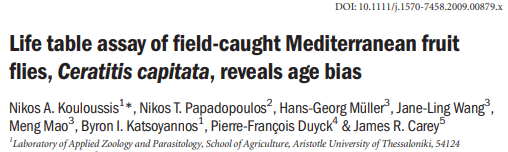 DOI: 10.1111/j.1570-7458.2009.00879.x
Life table assay of field-caught Mediterranean fruit
flies, Ceratitis capitata, reveals age bias
Nikos A. Kouloussis1*, Nikos T. Papadopoulos2, Hans-Georg Müller3, Jane-Ling Wang3,
Meng Mao3, Byron I. Katsoyannos1, Pierre-François Duyck4 & James R. Carey5
1Laboratory of Applied Zoology and Parasitology, School of Agriculture, Aristotle University of Thessaloniki, 54124